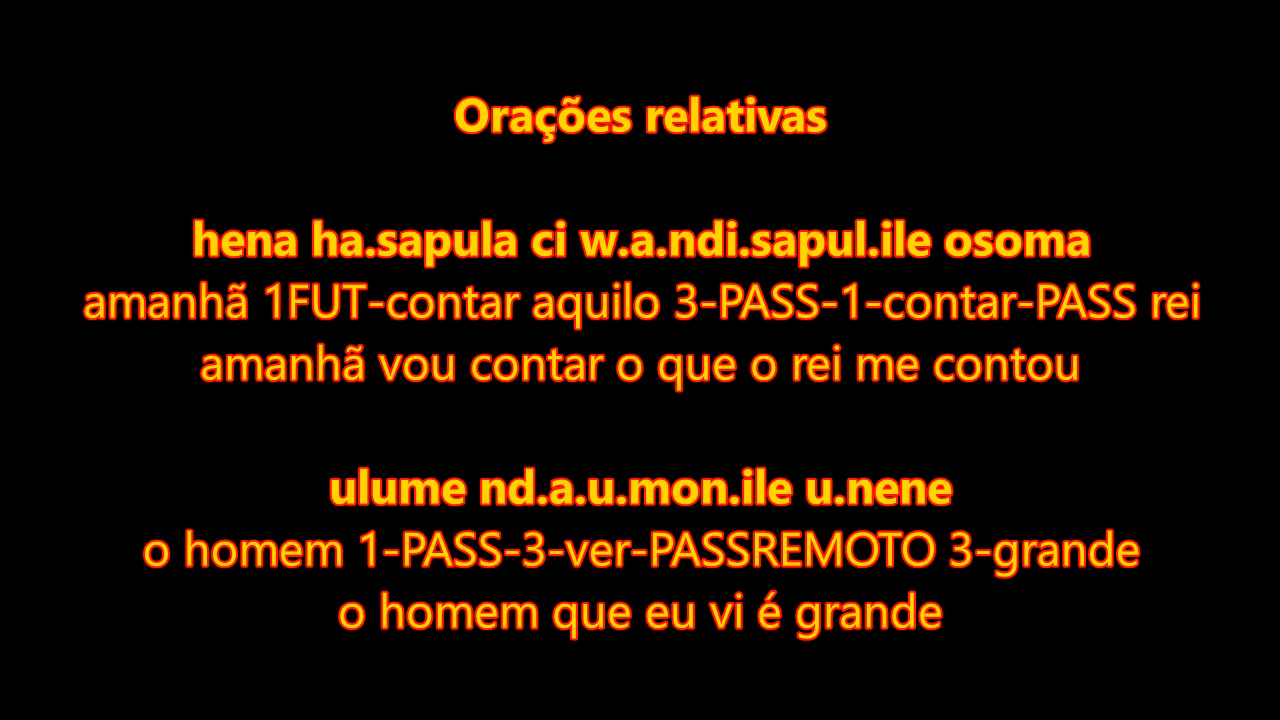 Orações relativas
hena ha.sapula ci w.a.ndi.sapul.ile osoma
amanhã 1FUT-contar aquilo 3-PASS-1-contar-PASS rei
amanhã vou contar o que o rei me contou
ulume nd.a.u.mon.ile u.nene
o homem 1-PASS-3-ver-PASSREMOTO 3-grande
o homem que eu vi é grande